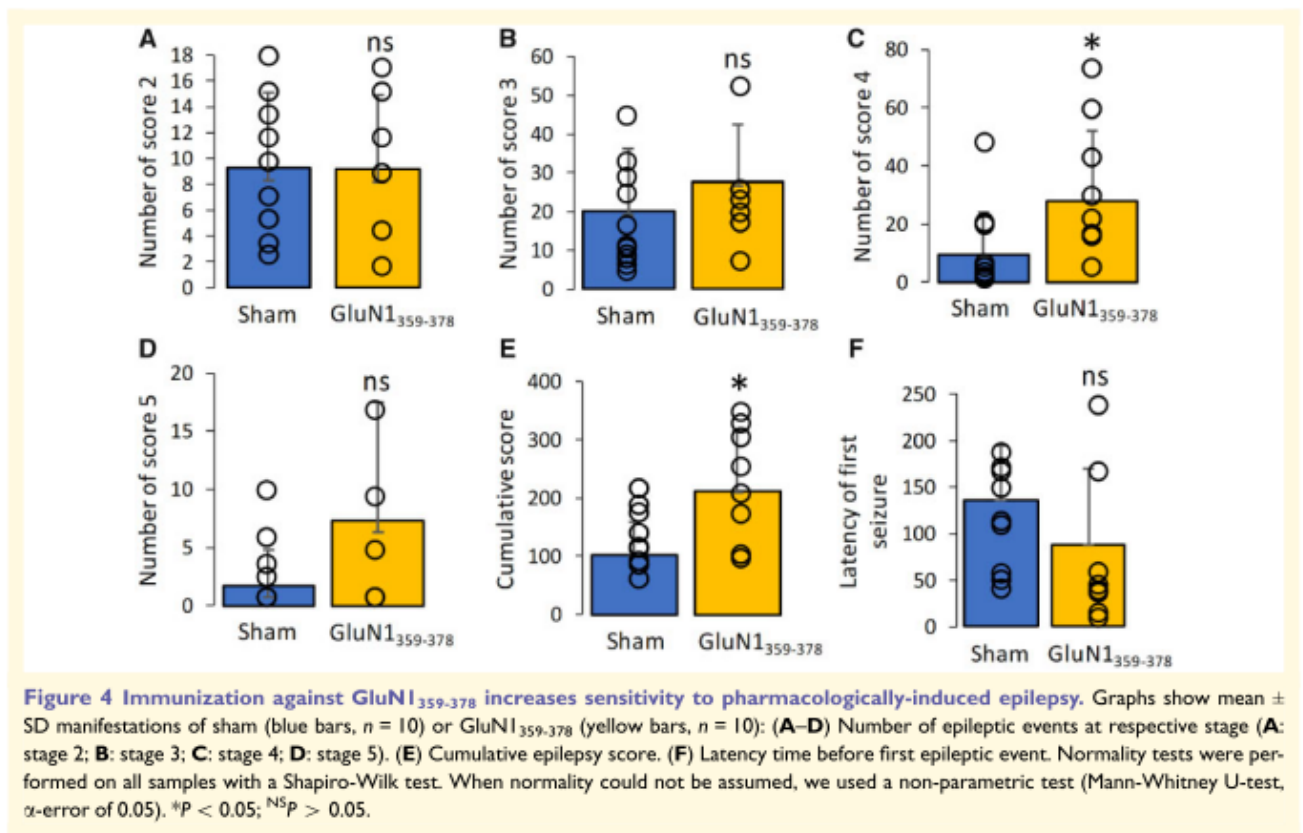 A
ns
Number of score 2
18
16
14
12
10
8
6
4
2
0
Sham
GluN1359-378
B
ns
Number of score 3
60
50
40
30
20
10
0
Sham
GluN1359-378
C
*
Number of score 4
80
60
40
20
0
Sham
GluN1359-378
D
ns
Number of score 5
20
15
10
5
0
Sham
GluN1359-378
E
*
Cumulative score
400
300
200
100
0
Sham
GluN1359-378
F
ns
Latency of first
seizure
250
200
150
100
50
0
Sham
GluN1359-378
Figure 4 Immunization against GluN1359-378 increases sensitivity to pharmacologically-induced epilepsy. Graphs show mean ±
SD manifestations of sham (blue bars, n = 10) or GluN1359-378 (yellow bars, n = 10): (A–D) Number of epileptic events at respective stage (A:
stage 2; B: stage 3; C: stage 4; D: stage 5). (E) Cumulative epilepsy score. (F) Latency time before first epileptic event. Normality tests were per-
formed on all samples with a Shapiro-Wilk test. When normality could not be assumed, we used a non-parametric test (Mann-Whitney U-test,
α-error of 0.05). *P < 0.05; NSP > 0.05.